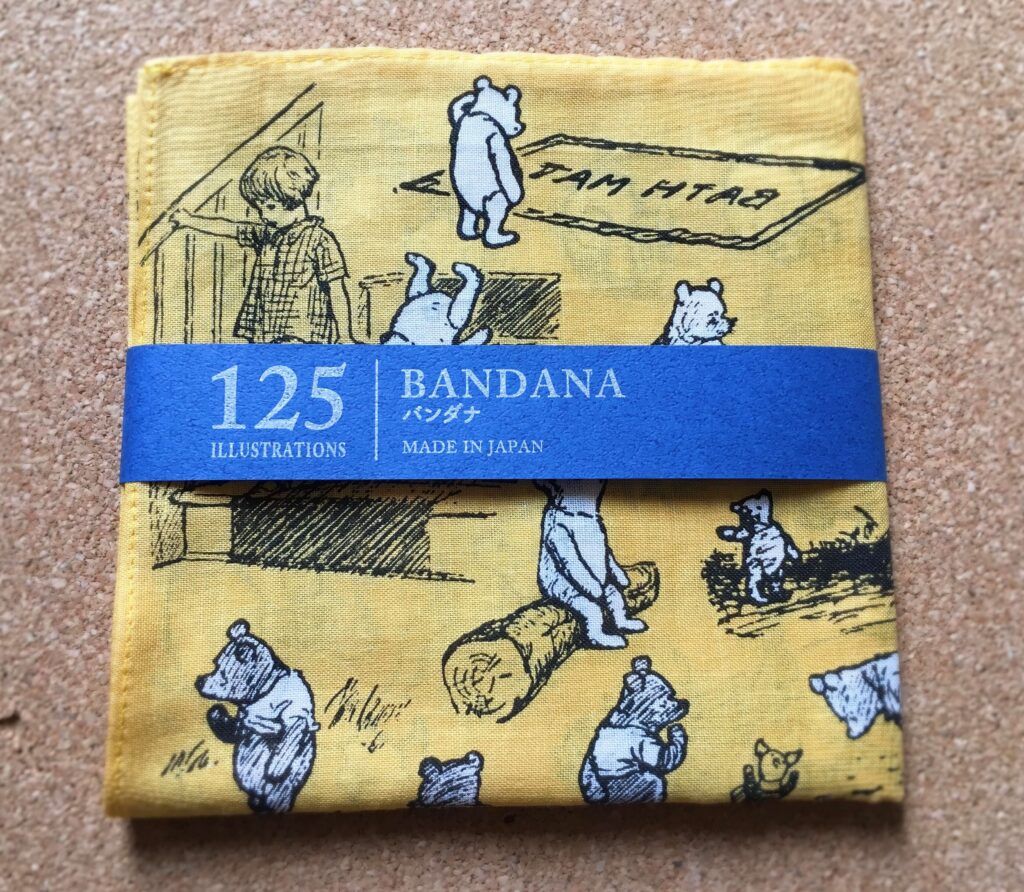 BATH MAT
125
ILLUSTRATIONS
BANDANA
バンダナ
MADE IN JAPAN